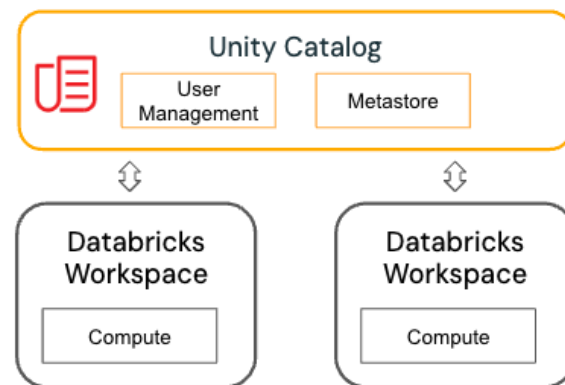 Unity Catalog
User
Management
Metastore
Databricks
Workspace
Compute
Databricks
Workspace
Compute